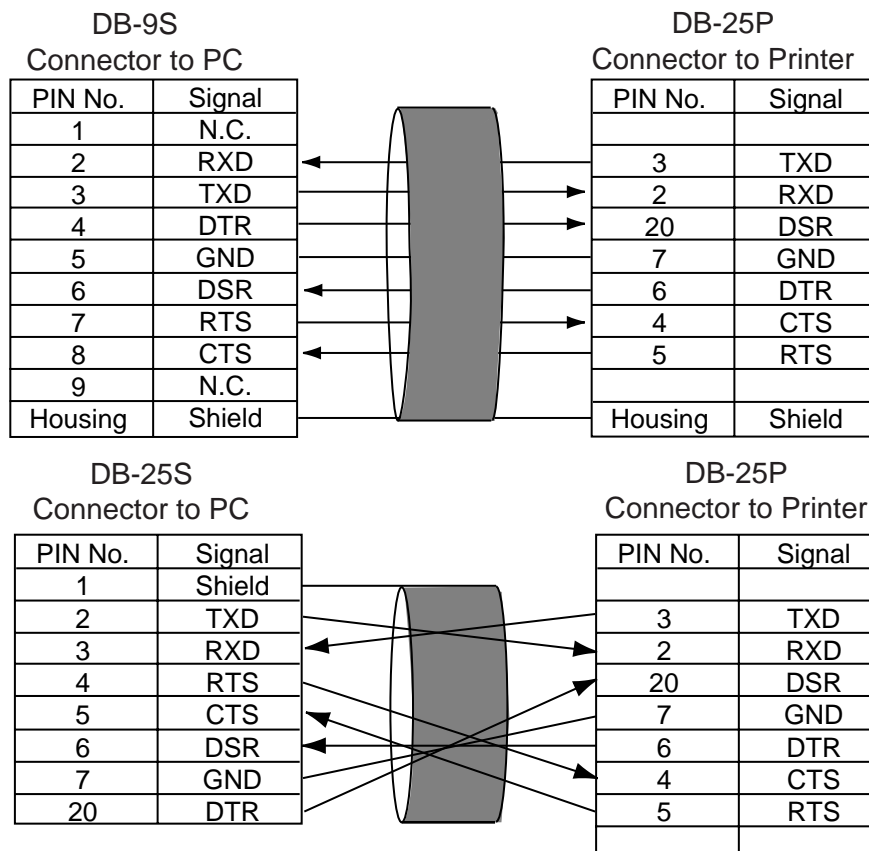 DB-9S
Connector to PC
PIN No. Signal
1 N.C.
2 RXD
3 TXD
4 DTR
5 GND
6 DSR
7 RTS
8 CTS
9 N.C.
Housing Shield
DB-25P
Connector to Printer
PIN No. Signal
3 TXD
2 RXD
20 DSR
7 GND
6 DTR
4 CTS
5 RTS
Housing Shield
DB-25S
Connector to PC
PIN No. Signal
1 Shield
2 TXD
3 RXD
4 RTS
5 CTS
6 DSR
7 GND
20 DTR
DB-25P
Connector to Printer
PIN No. Signal
3 TXD
2 RXD
20 DSR
7 GND
6 DTR
4 CTS
5 RTS